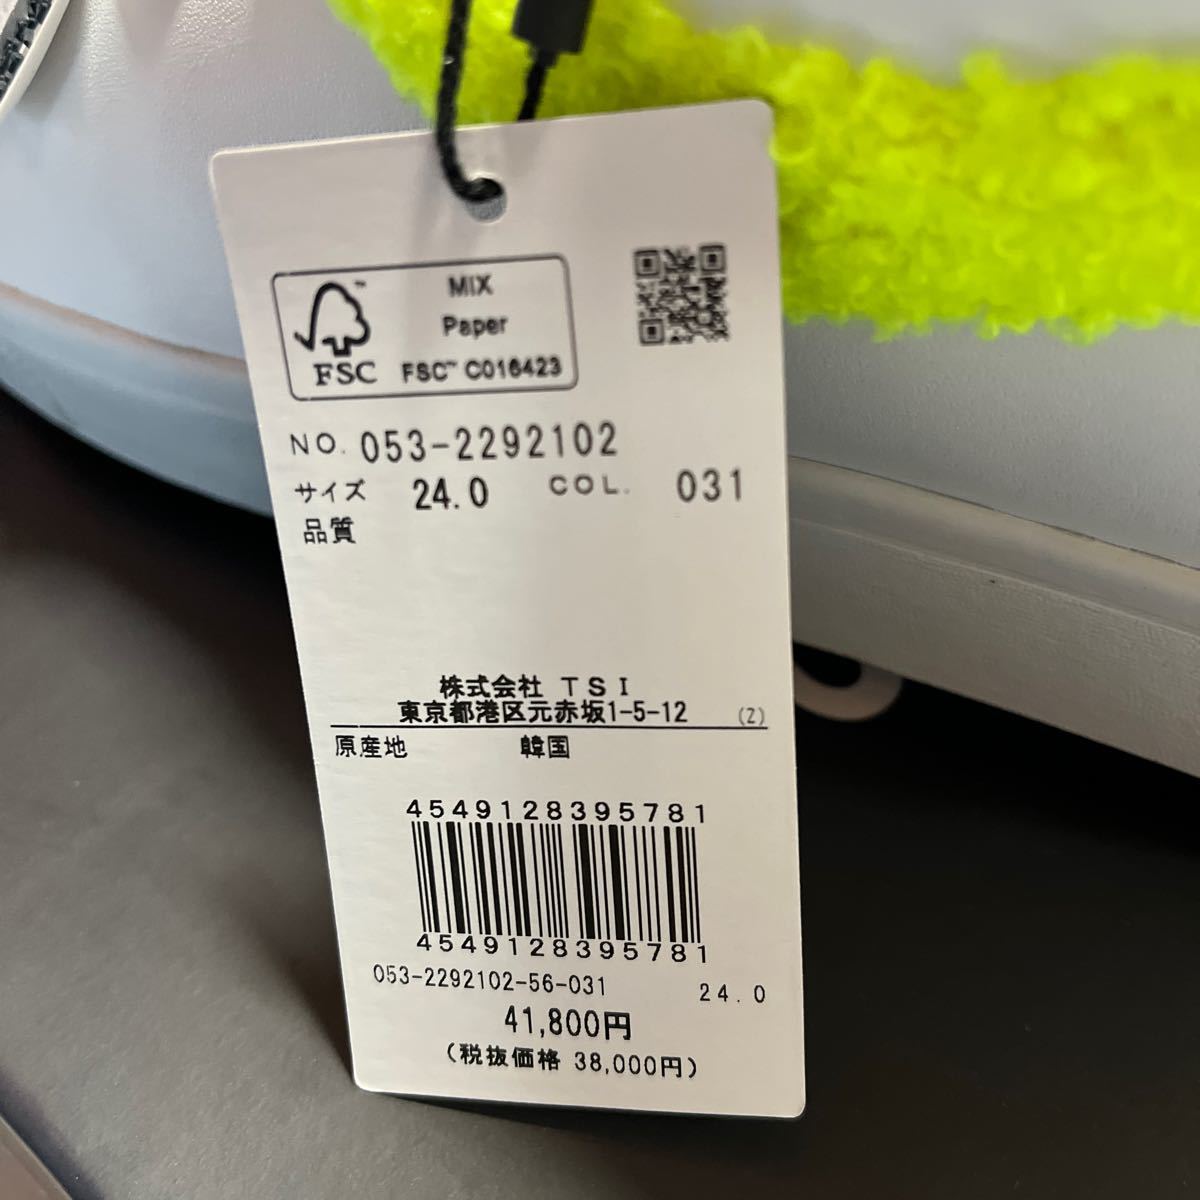 MIX
Paper
FSC™ C016423
FSC
NO. 053-2292102
サイズ 24.0 COL. 031
品質
株式会社 TSI
東京都港区元赤坂1-5-12 (Z)
原産地 韓国
4549128395781
4549128395781
053-2292102-56-031 24.0
41,800円
(税抜価格 38,000円)